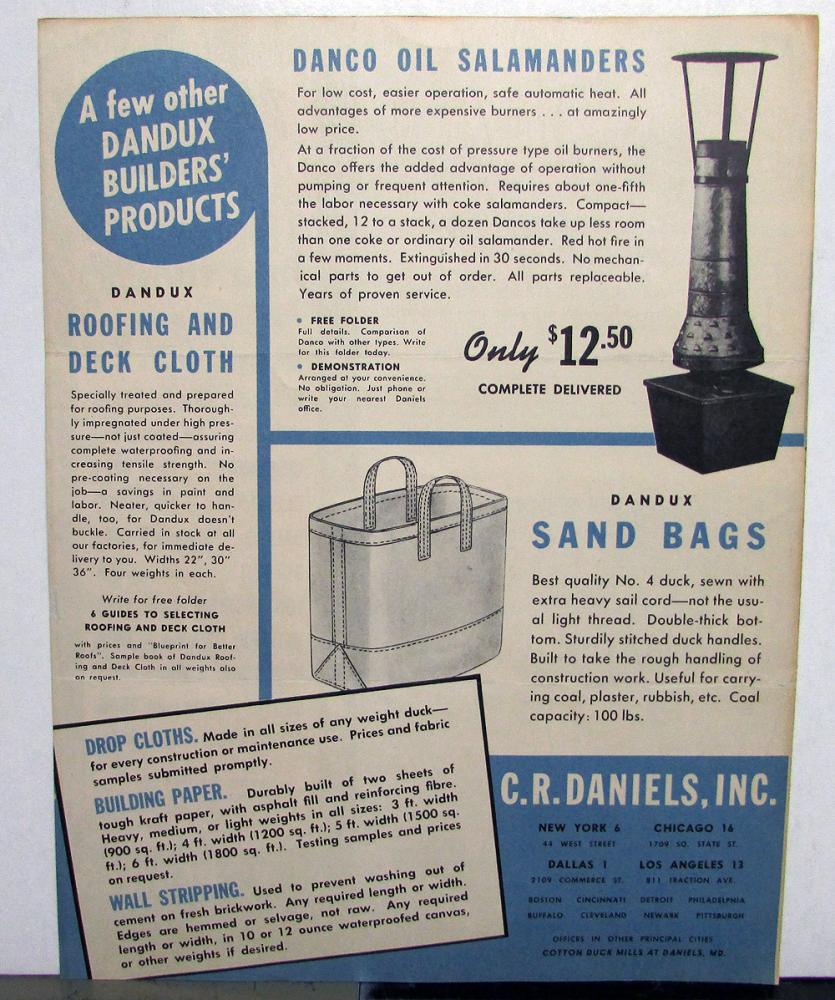 A few other
DANDUX
BUILDERS'
PRODUCTS
DANDUX
ROOFING AND
DECK CLOTH
Specially treated and prepared
for roofing purposes. Thorough-
ly impregnated under high pres-
sure—not just coated—assuring
complete waterproofing and in-
creasing tensile strength. No
pre-coating necessary on the
job—a savings in paint and
labor. Neater, quicker to han-
dle, too, for Dandux doesn't
buckle. Carried in stock at all
our factories, for immediate de-
livery to you. Widths 22", 30"
36". Four weights in each.
Write for free folder
6 GUIDES TO SELECTING
ROOFING AND DECK CLOTH
with prices and "Blueprint for Better
Roofs". Sample book of Dandux Roof-
ing and Deck Cloth in all weights also
on request.
DANCO OIL SALAMANDERS
For low cost, easier operation, safe automatic heat. All
advantages of more expensive burners . . . at amazingly
low price.
At a fraction of the cost of pressure type oil burners, the
Danco offers the added advantage of operation without
pumping or frequent attention. Requires about one-fifth
the labor necessary with coke salamanders. Compact—
stacked, 12 to a stack, a dozen Dancos take up less room
than one coke or ordinary oil salamander. Red hot fire in
a few moments. Extinguished in 30 seconds. No mechan-
ical parts to get out of order. All parts replaceable.
Years of proven service.
• FREE FOLDER
Full details. Comparison of
Danco with other types. Write
for this folder today.
• DEMONSTRATION
Arranged at your convenience.
No obligation. Just phone or
write your nearest Daniels
office.
Only $12.50
COMPLETE DELIVERED
DANDUX
SAND BAGS
Best quality No. 4 duck, sewn with
extra heavy sail cord—not the usu-
al light thread. Double-thick bot-
tom. Sturdily stitched duck handles.
Built to take the rough handling of
construction work. Useful for carry-
ing coal, plaster, rubbish, etc. Coal
capacity: 100 lbs.
DROP CLOTHS. Made in all sizes of any weight duck—
for every construction or maintenance use. Prices and fabric
samples submitted promptly.
BUILDING PAPER. Durably built of two sheets of
tough kraft paper, with asphalt fill and reinforcing fibre.
Heavy, medium, or light weights in all sizes: 3 ft. width
(900 sq. ft.); 4 ft. width (1200 sq. ft.); 5 ft. width (1500 sq.
ft.); 6 ft. width (1800 sq. ft.). Testing samples and prices
on request.
WALL STRIPPING. Used to prevent washing out of
cement on fresh brickwork. Any required length or width.
Edges are hemmed or selvage, not raw. Any required
length or width, in 10 or 12 ounce waterproofed canvas,
or other weights if desired.
C. R. DANIELS, INC.
NEW YORK 6 CHICAGO 16
44 WEST STREET 1709 SO. STATE ST.
DALLAS 1 LOS ANGELES 13
2109 COMMERCE ST. 811 TRACTION AVE.
BOSTON CINCINNATI DETROIT PHILADELPHIA
BUFFALO CLEVELAND NEWARK PITTSBURGH
OFFICES IN OTHER PRINCIPAL CITIES
COTTON DUCK MILLS AT DANIELS, MD.